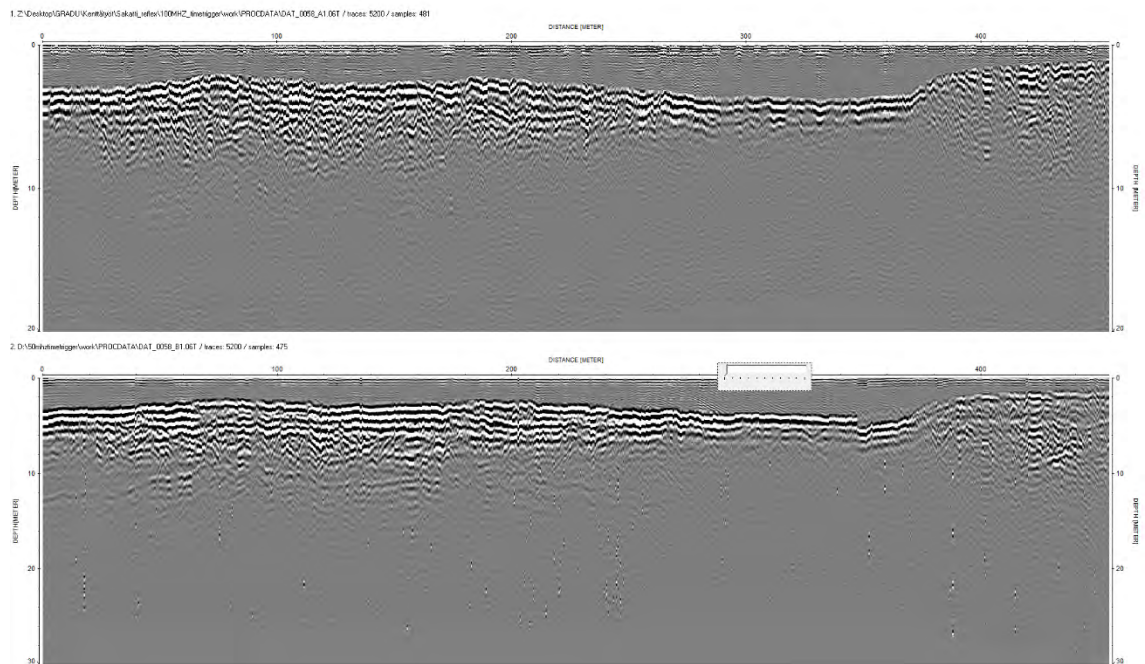 1. Z:\Desktop\GRADU\Kenttätyöt\Sakatti_reflex\100MHZ_timetrigger\work\PROCDATA\DAT_0058_A1.06T / traces: 5200 / samples: 481
DISTANCE [METER]
0 100 200 300 400
0 0
10 10
20 20
DEPTH [METER]
DEPTH [METER]
2. D:\50mhztimetrigger\work\PROCDATA\DAT_0058_B1.06T / traces: 5200 / samples: 475
DISTANCE [METER]
0 100 200 400
0 0
10 10
20 20
30 30
DEPTH [METER]
DEPTH [METER]